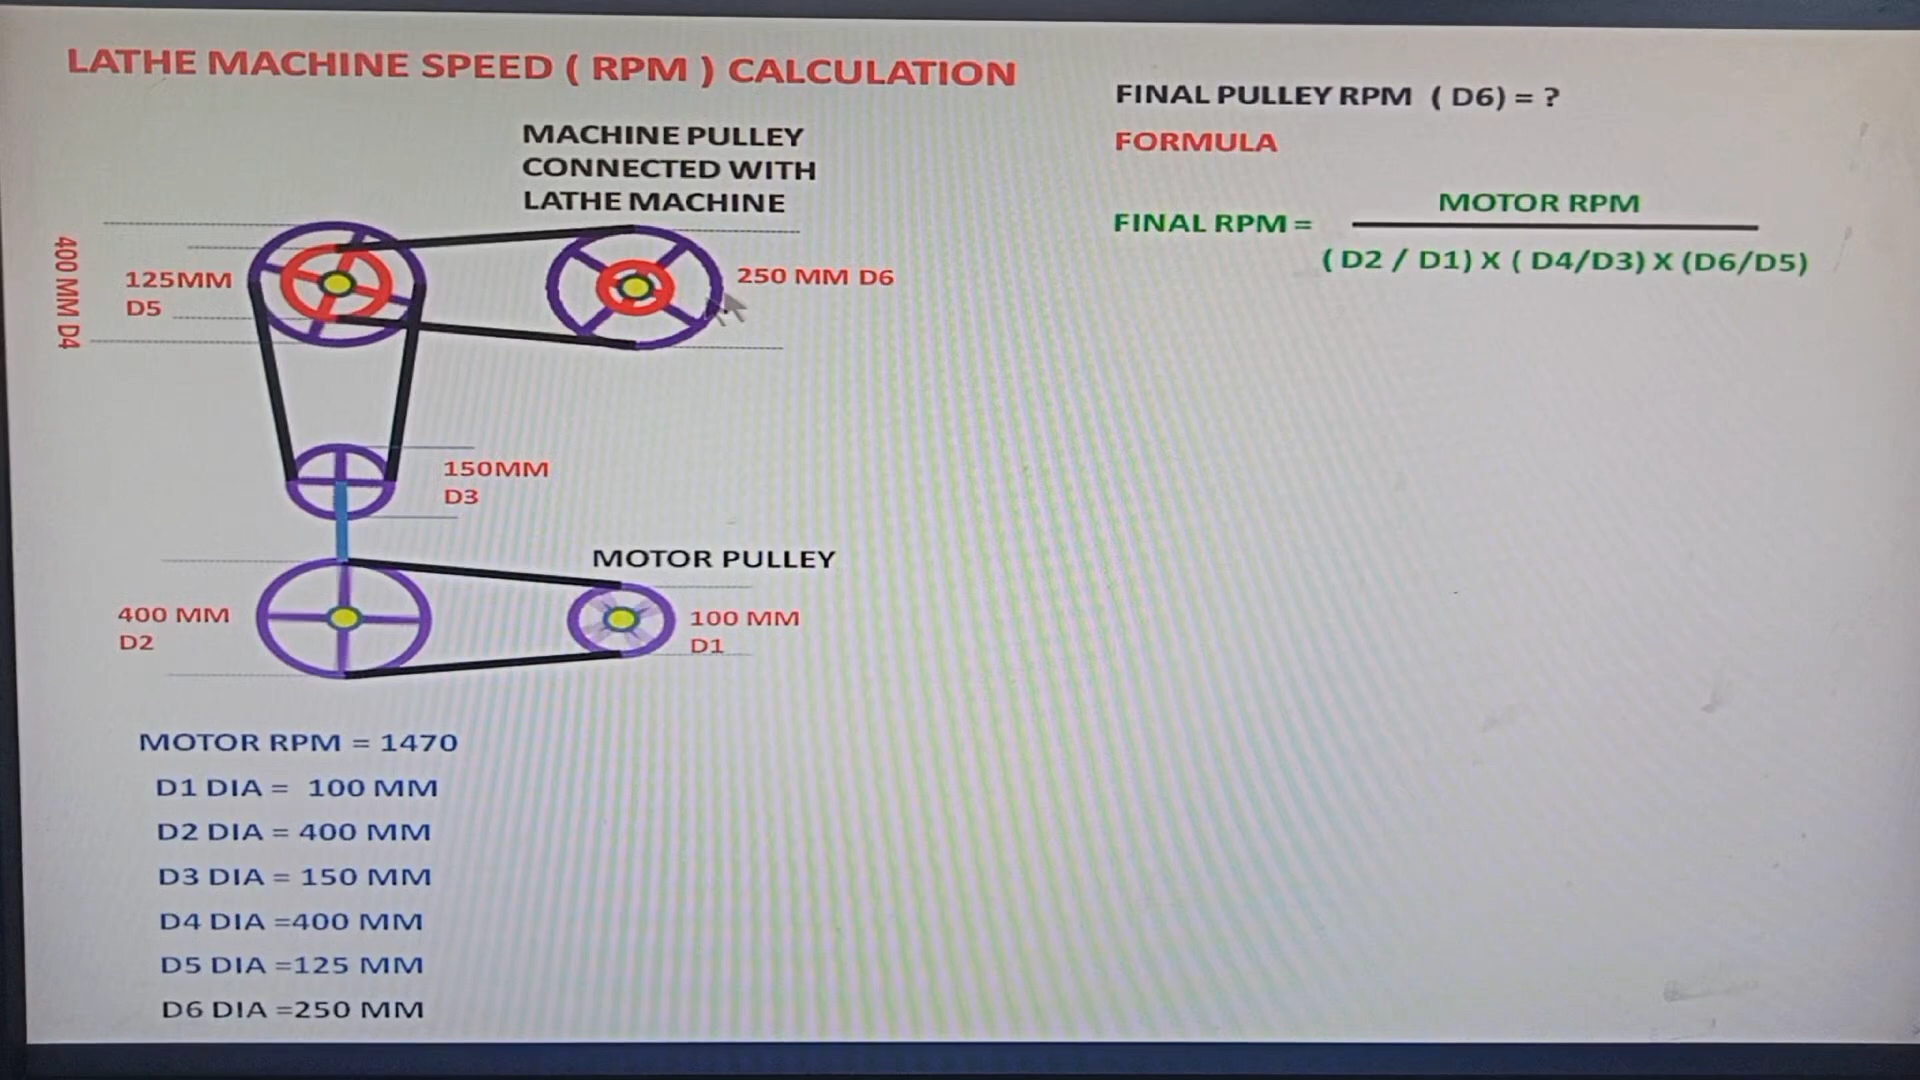 LATHE MACHINE SPEED ( RPM ) CALCULATION
MACHINE PULLEY
CONNECTED WITH
LATHE MACHINE
400 MM D4
125MM
D5
250 MM D6
150MM
D3
MOTOR PULLEY
400 MM
D2
100 MM
D1
MOTOR RPM = 1470
D1 DIA = 100 MM
D2 DIA = 400 MM
D3 DIA = 150 MM
D4 DIA =400 MM
D5 DIA =125 MM
D6 DIA =250 MM
FINAL PULLEY RPM ( D6) = ?
FORMULA
FINAL RPM =
MOTOR RPM
( D2 / D1) X ( D4/D3) X (D6/D5)